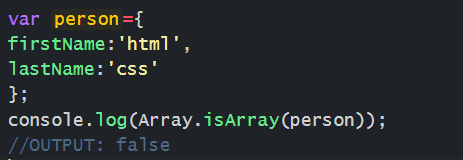 var person={
firstName:'html',
lastName:'css'
};
console.log(Array.isArray(person));
//OUTPUT: false